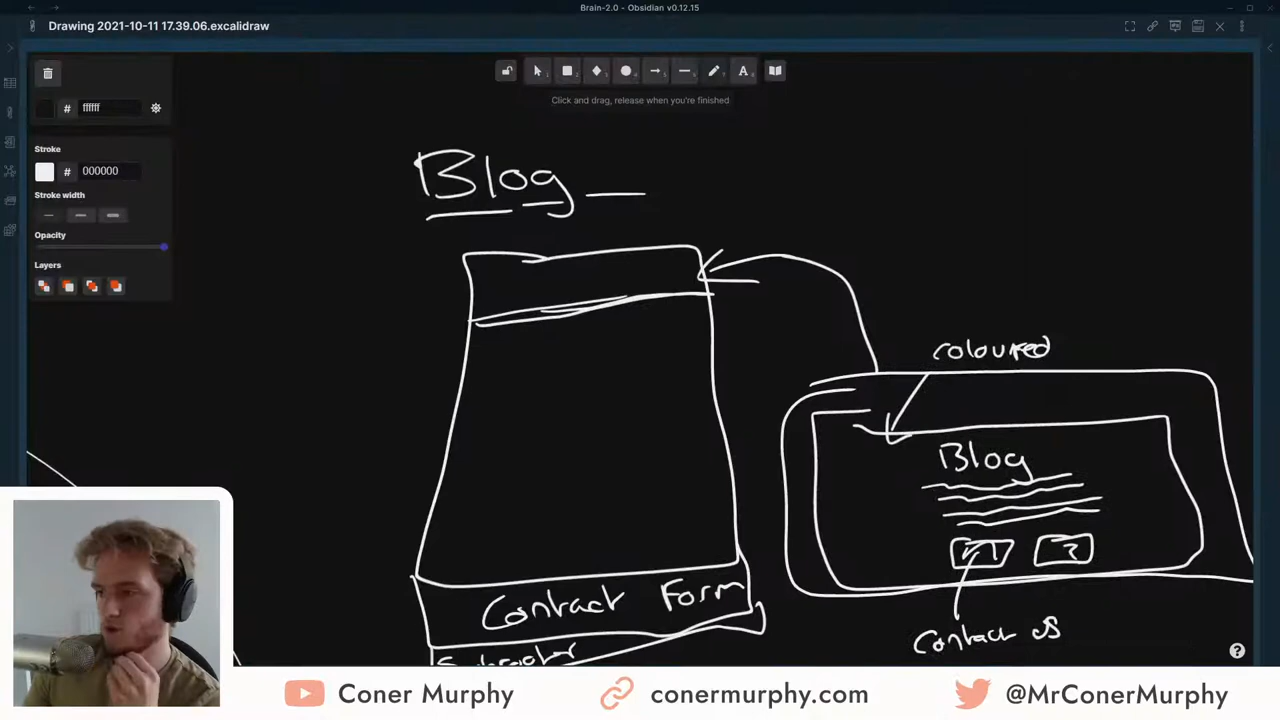 Brain-2.0 - Obsidian v0.12.15
Drawing 2021-10-11 17.39.06.excalidraw
Click and drag, release when you're finished
# ffffff
Stroke
# 000000
Stroke width
Opacity
Layers
Blog
coloured
Blog
Contact Form
Contact us
Coner Murphy
conermurphy.com
@MrConerMurphy